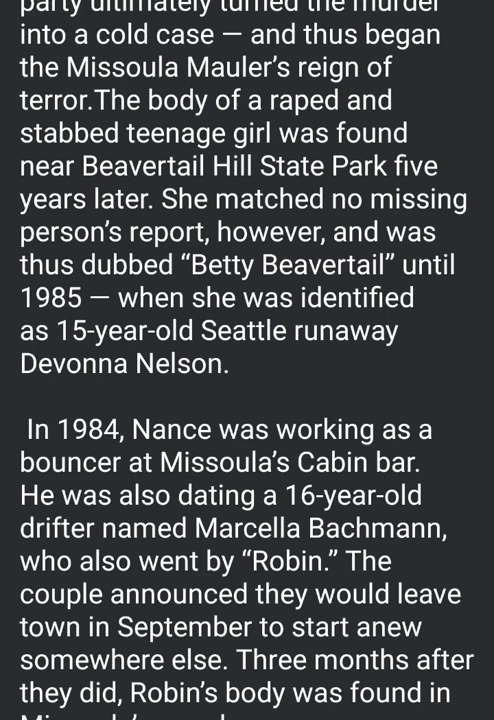 party ultimately turned the murder
into a cold case — and thus began
the Missoula Mauler’s reign of
terror.The body of a raped and
stabbed teenage girl was found
near Beavertail Hill State Park five
years later. She matched no missing
person’s report, however, and was
thus dubbed “Betty Beavertail” until
1985 — when she was identified
as 15-year-old Seattle runaway
Devonna Nelson.
In 1984, Nance was working as a
bouncer at Missoula’s Cabin bar.
He was also dating a 16-year-old
drifter named Marcella Bachmann,
who also went by “Robin.” The
couple announced they would leave
town in September to start anew
somewhere else. Three months after
they did, Robin’s body was found in